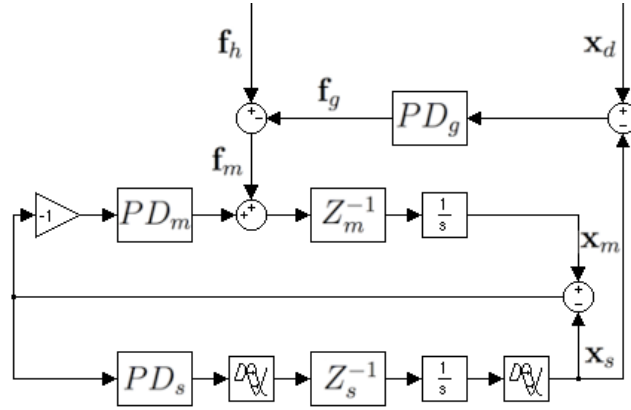 f_h
x_d
f_g
PD_g
f_m
-1
PD_m
Z_m^{-1}
1/s
x_m
PD_s
Z_s^{-1}
1/s
x_s